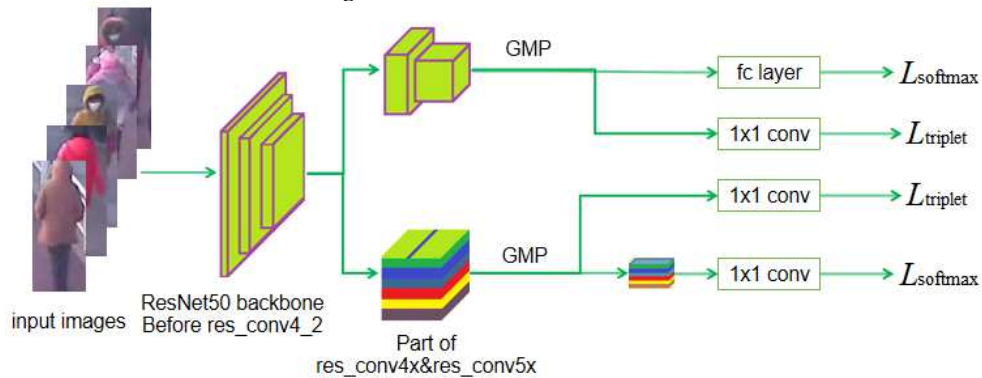 GMP
fc layer
Lsoftmax
1x1 conv
Ltriplet
1x1 conv
Ltriplet
GMP
1x1 conv
Lsoftmax
input images
ResNet50 backbone
Before res_conv4_2
Part of
res_conv4x&res_conv5x